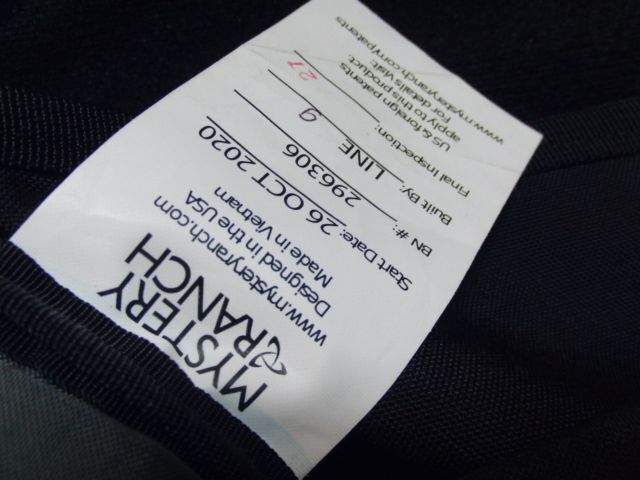 MYSTERY
RANCH
www.mysteryranch.com
Designed in the USA
Made in Vietnam
Start Date: 26 OCT 2020
BN #: 296306
Built By: LINE
Final Inspection:
US & foreign patents
apply to this product.
For details visit:
www.mysteryranch.com/patents